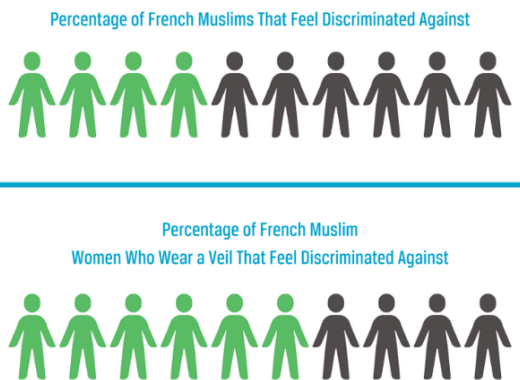 Percentage of French Muslims That Feel Discriminated Against
Percentage of French Muslim
Women Who Wear a Veil That Feel Discriminated Against